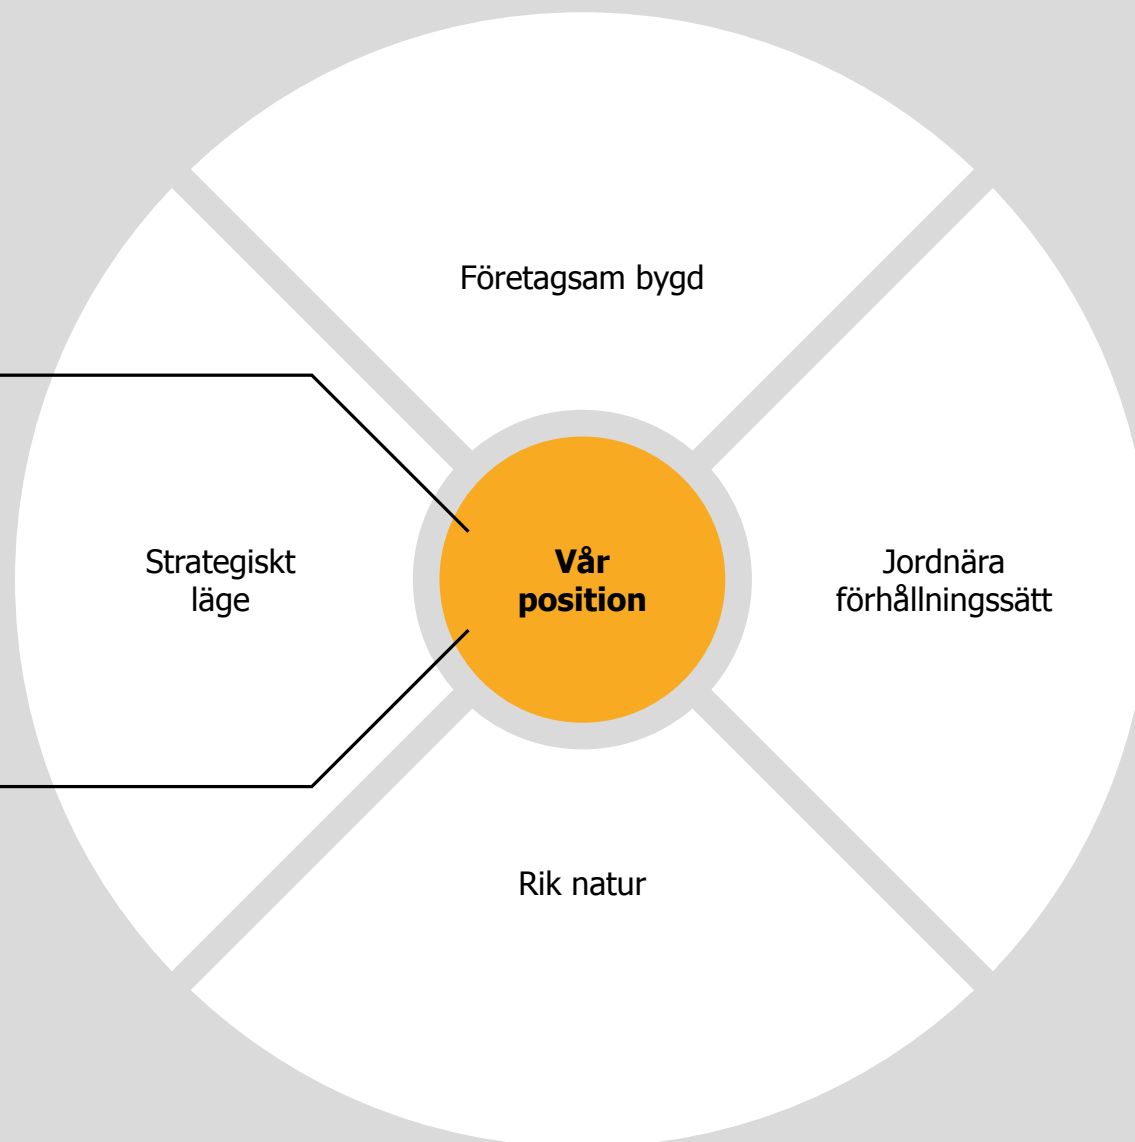 Företagsam bygd
Strategiskt
läge
Vår
position
Jordnära
förhållningssätt
Rik natur